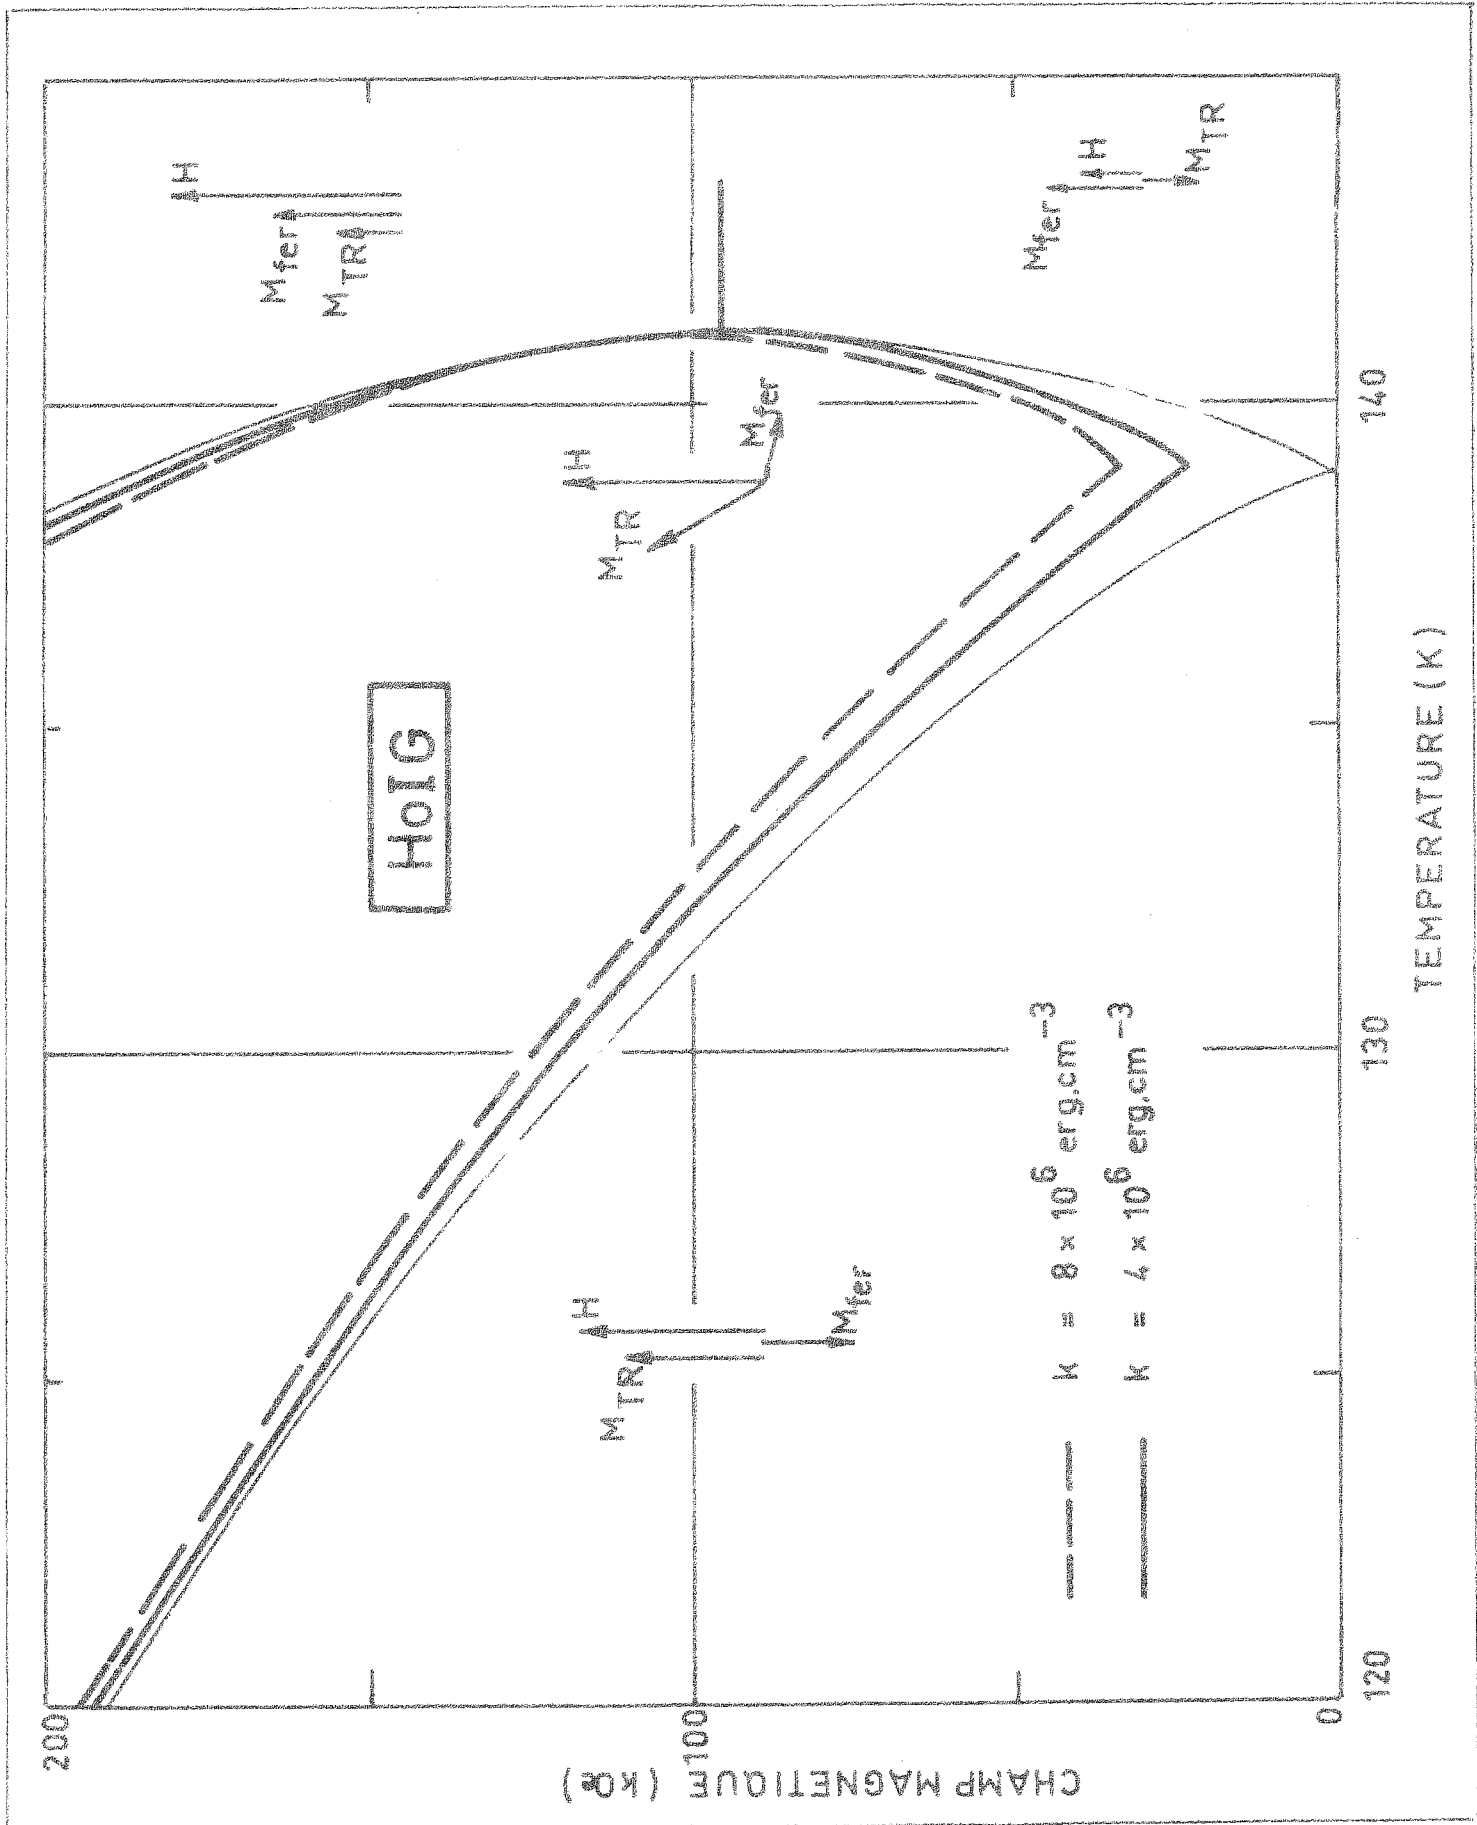 CHAMP MAGNETIQUE (kOe)
200
100
0
HoIG
M_TR
H
M_fer
M_TR
H
M_fer
M_TR
M_fer
H
M_fer
H
M_TR
K = 8 x 10^6 erg.cm^-3
K = 4 x 10^6 erg.cm^-3
120
130
140
TEMPERATURE (K)